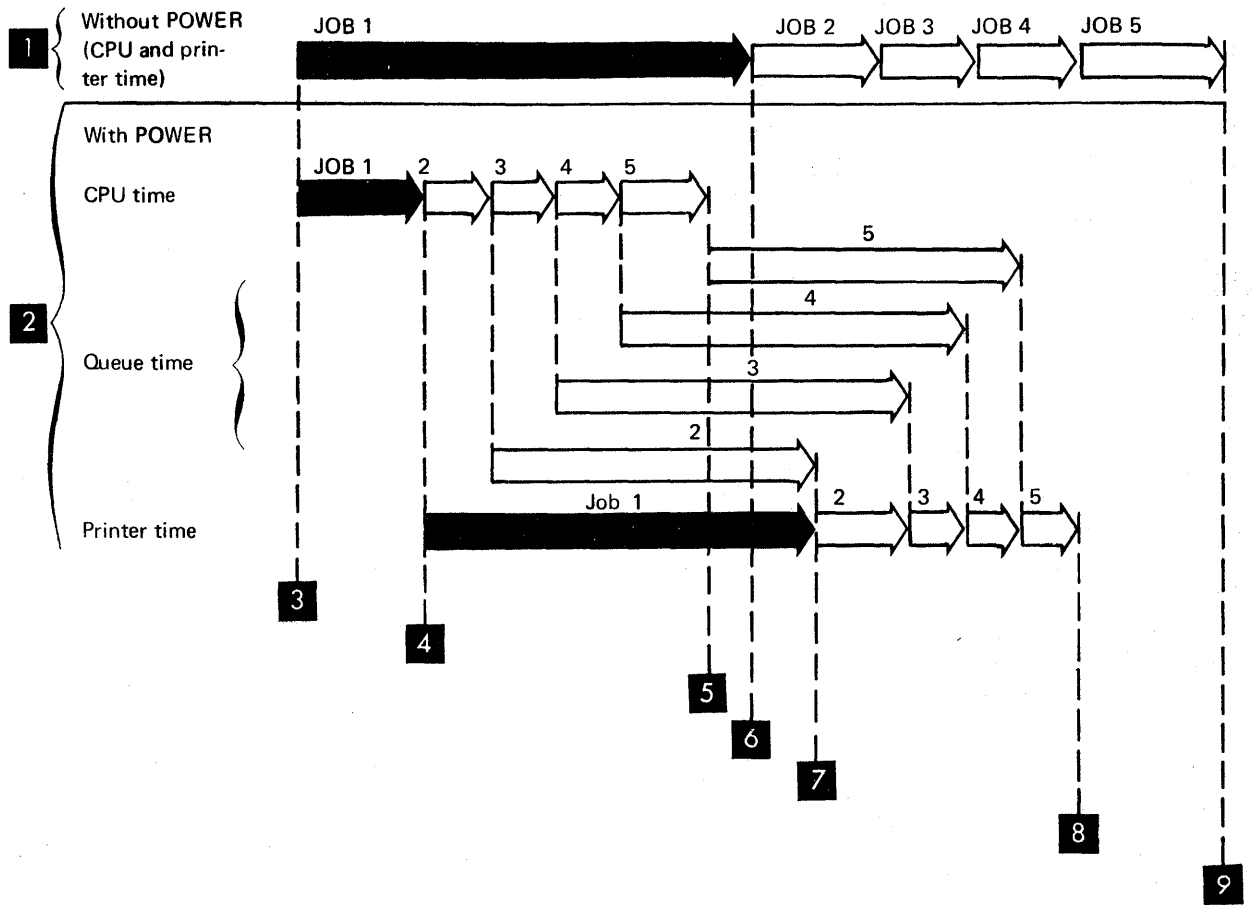 1
Without POWER
(CPU and prin-
ter time)
JOB 1
JOB 2
JOB 3
JOB 4
JOB 5
2
With POWER
CPU time
JOB 1
2
3
4
5
Queue time
5
4
3
2
Printer time
Job 1
2
3
4
5
3
4
5
6
7
8
9